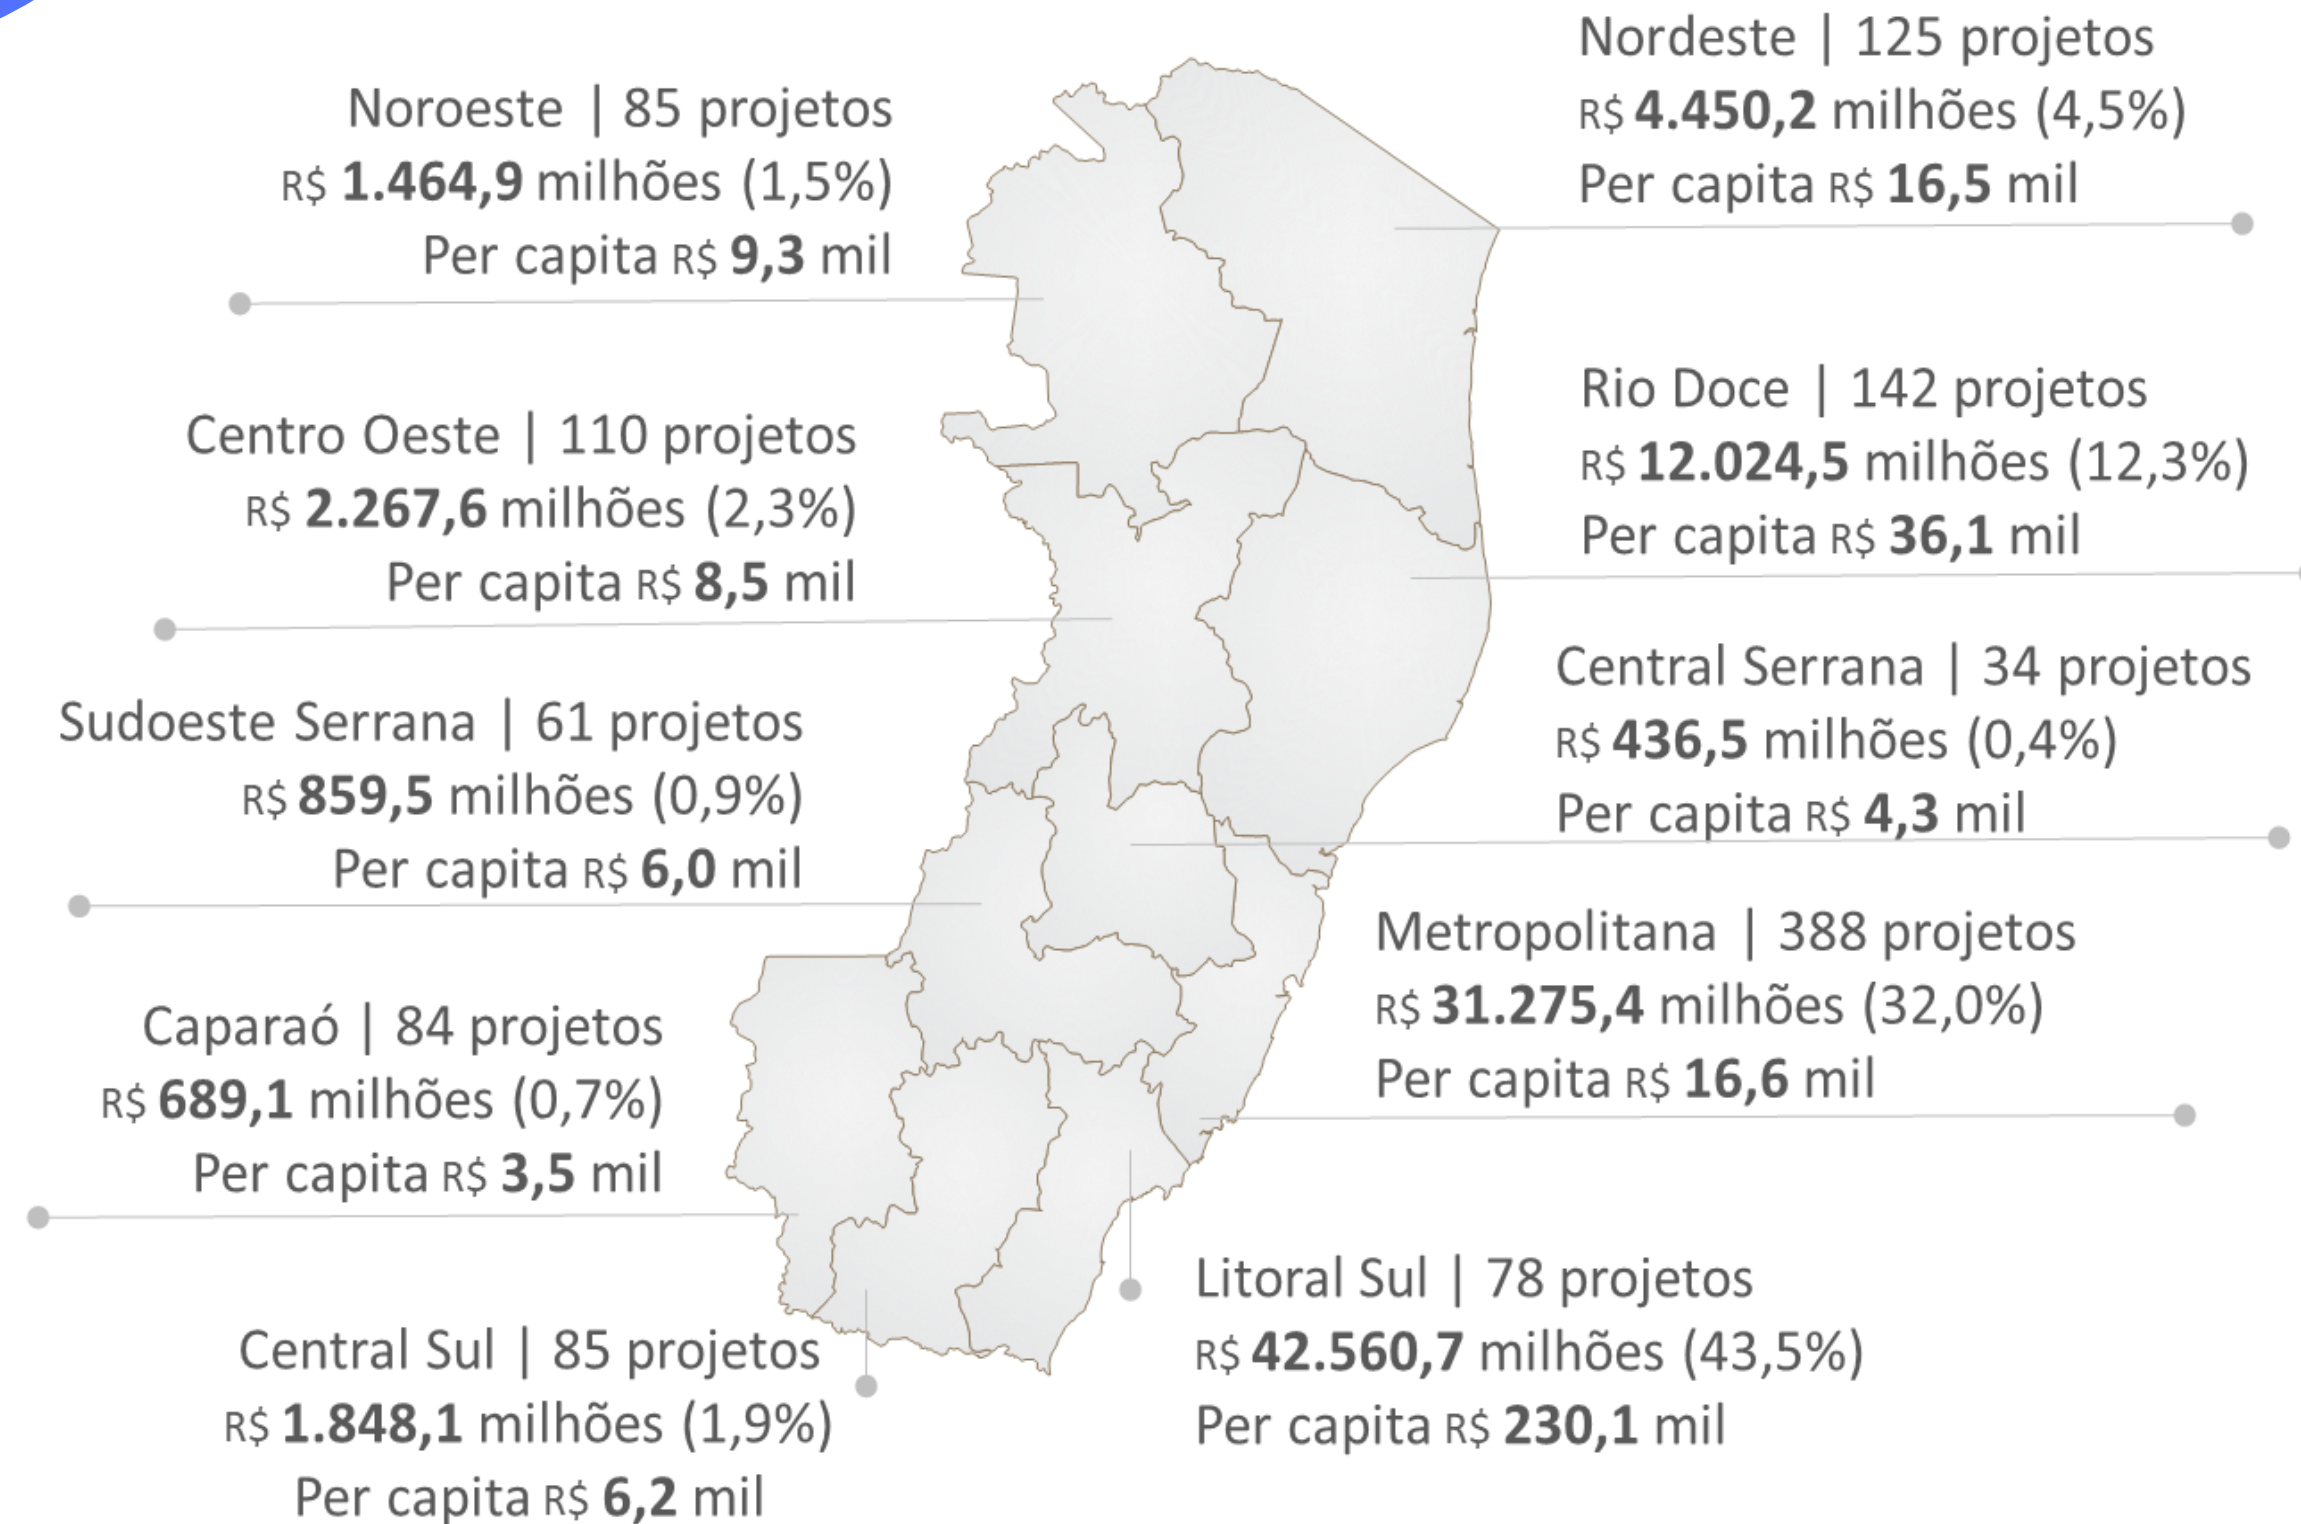 Noroeste | 85 projetos
R$ 1.464,9 milhões (1,5%)
Per capita R$ 9,3 mil
Centro Oeste | 110 projetos
R$ 2.267,6 milhões (2,3%)
Per capita R$ 8,5 mil
Sudoeste Serrana | 61 projetos
R$ 859,5 milhões (0,9%)
Per capita R$ 6,0 mil
Caparaó | 84 projetos
R$ 689,1 milhões (0,7%)
Per capita R$ 3,5 mil
Central Sul | 85 projetos
R$ 1.848,1 milhões (1,9%)
Per capita R$ 6,2 mil
Nordeste | 125 projetos
R$ 4.450,2 milhões (4,5%)
Per capita R$ 16,5 mil
Rio Doce | 142 projetos
R$ 12.024,5 milhões (12,3%)
Per capita R$ 36,1 mil
Central Serrana | 34 projetos
R$ 436,5 milhões (0,4%)
Per capita R$ 4,3 mil
Metropolitana | 388 projetos
R$ 31.275,4 milhões (32,0%)
Per capita R$ 16,6 mil
Litoral Sul | 78 projetos
R$ 42.560,7 milhões (43,5%)
Per capita R$ 230,1 mil